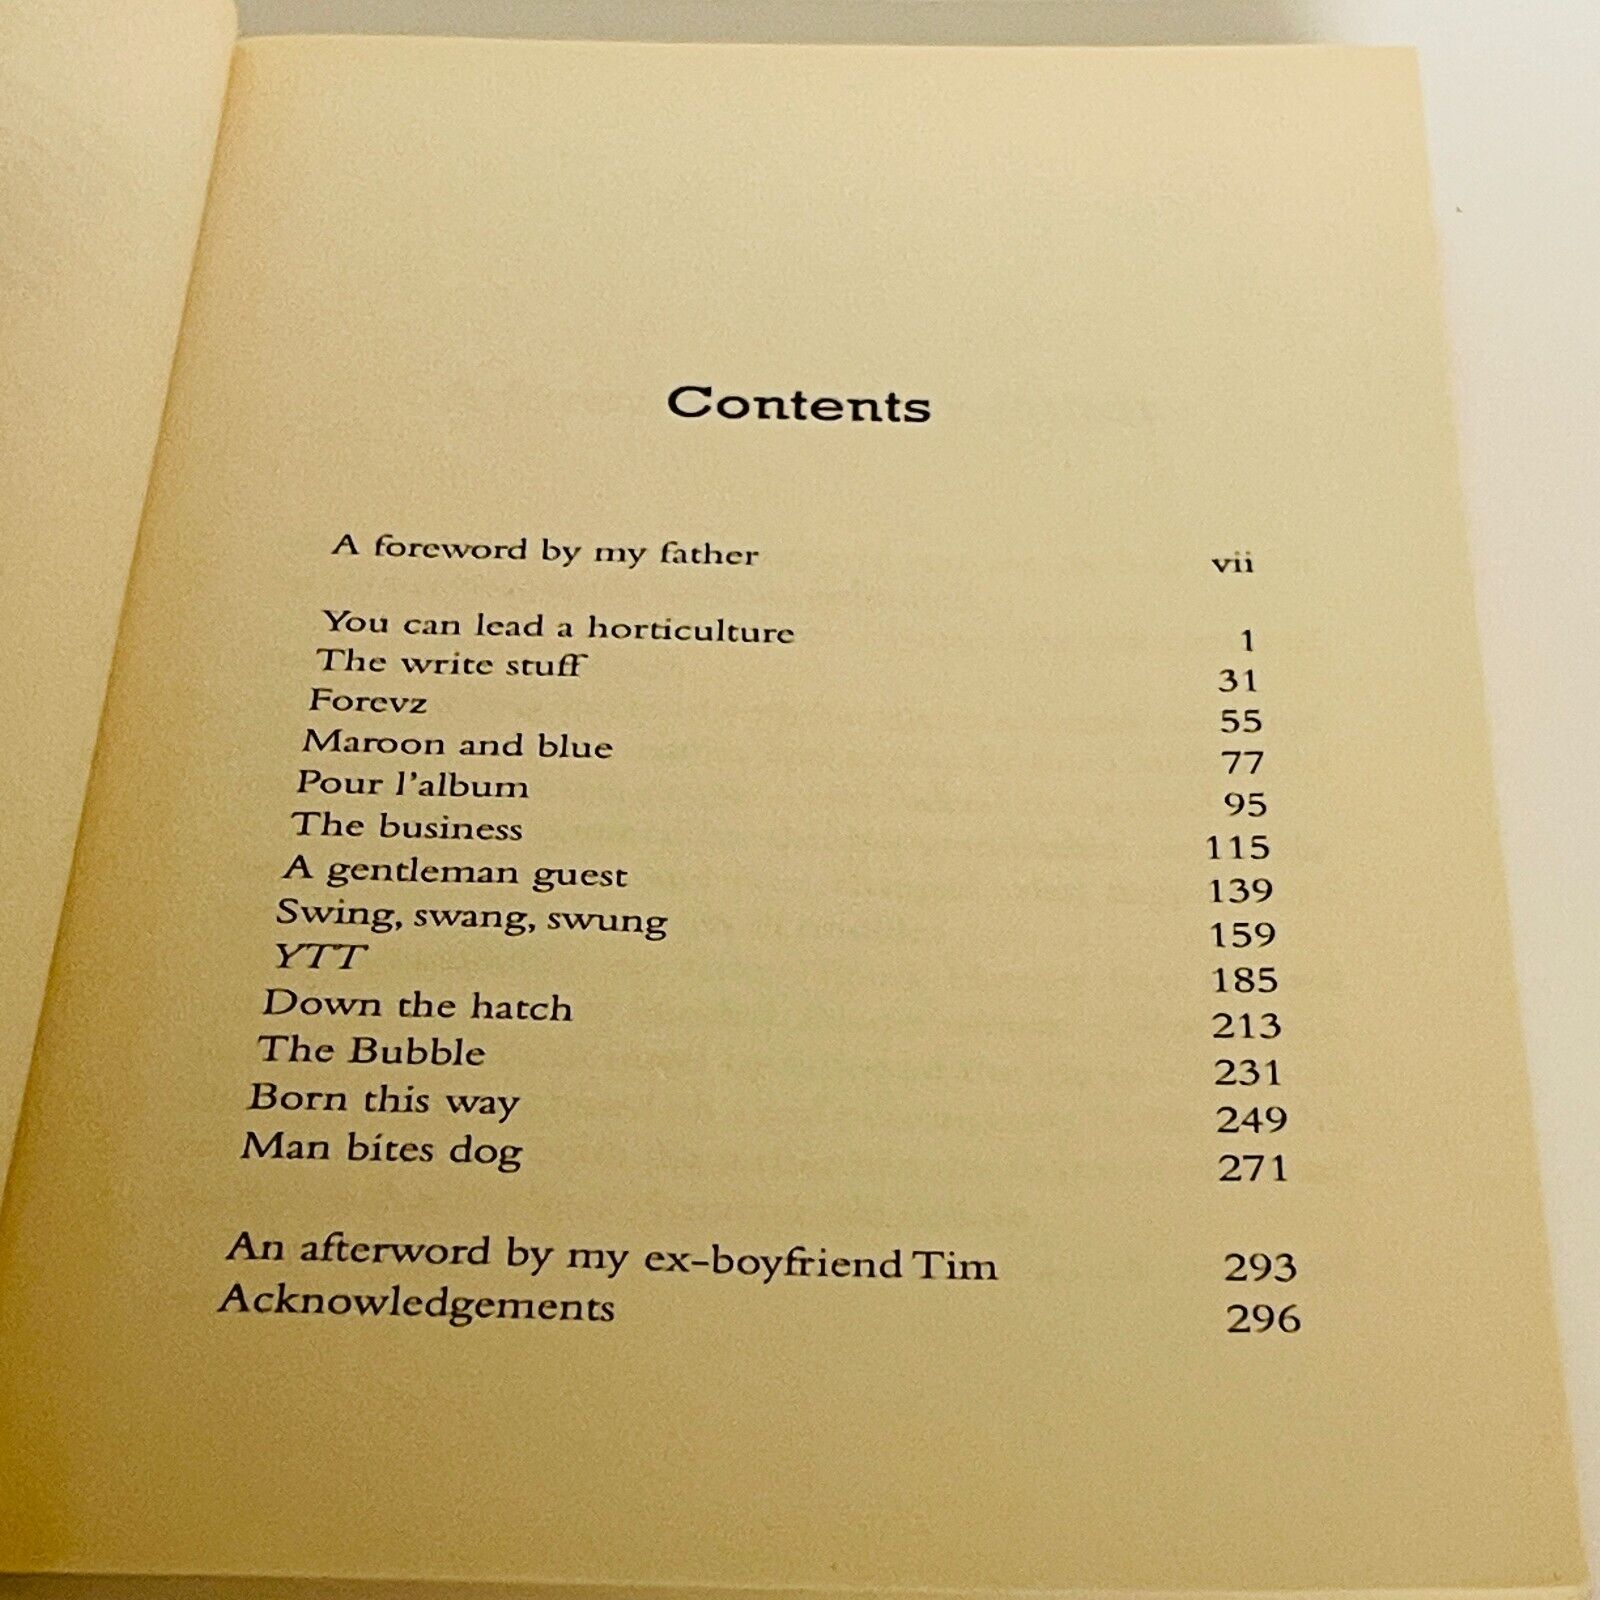 Contents
A foreword by my father vii
You can lead a horticulture 1
The write stuff 31
Forevz 55
Maroon and blue 77
Pour l'album 95
The business 115
A gentleman guest 139
Swing, swang, swung 159
YTT 185
Down the hatch 213
The Bubble 231
Born this way 249
Man bites dog 271
An afterword by my ex-boyfriend Tim 293
Acknowledgements 296